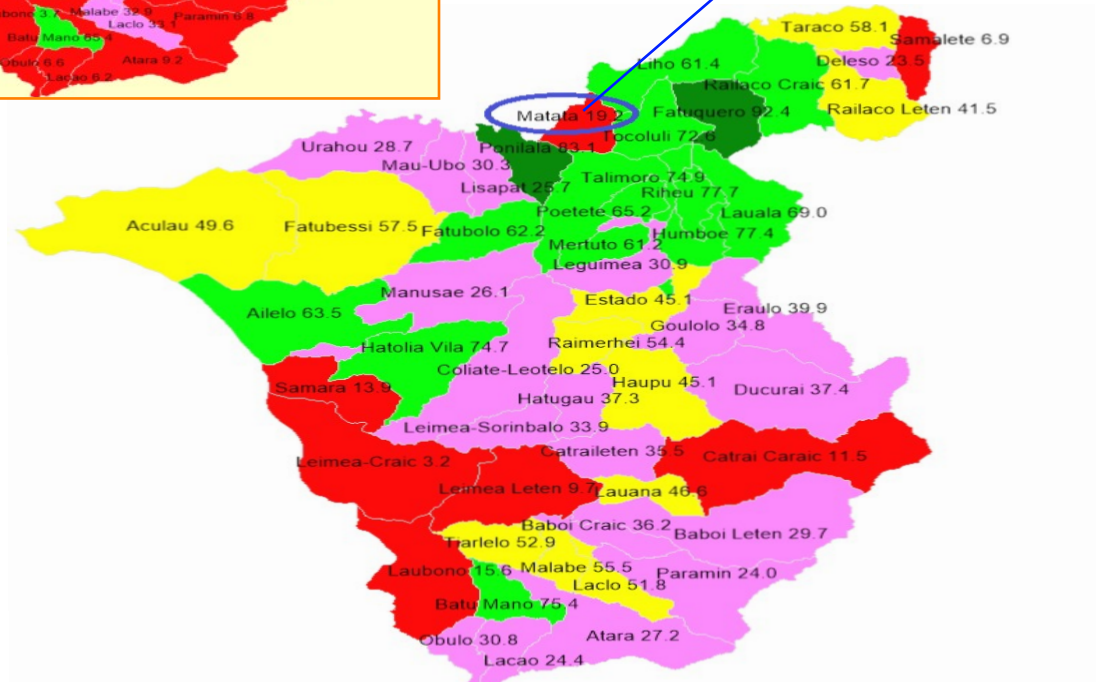 bono 3.7 Malabe 32.9
Laclo 33.1 Paramin 6.8
Batu Mano 65.4
Obulo 6.6 Atara 9.2
Lacao 6.2
Taraco 58.1
Samalete 6.9
Liho 61.4 Deleso 23.5
Railaco Craic 61.7
Matata 19.2 Fatuquero 92.4 Railaco Leten 41.5
Tocoluli 72.6
Urahou 28.7 Ponilala 83.1
Mau-Ubo 30.3
Lisapat 25.7 Talimoro 74.9
Riheu 77.7
Poetete 65.2 Lauala 69.0
Aculau 49.6 Fatubessi 57.5 Fatubolo 62.2 Humboe 77.4
Mertuto 61.2
Leguimea 30.9
Manusae 26.1 Estado 45.1
Ailelo 63.5 Eraulo 39.9
Goulolo 34.8
Hatolia Vila 74.7 Raimerhei 54.4
Coliate-Leotelo 25.0
Samara 13.9 Haupu 45.1 Ducurai 37.4
Hatugau 37.3
Leimea-Sorinbalo 33.9
Catraileten 35.5 Catrai Caraic 11.5
Leimea-Craic 3.2
Leimea Leten 9.7 Lauana 46.6
Baboi Craic 36.2 Baboi Leten 29.7
Tiarlelo 52.9
Laubono 15.6 Malabe 55.5 Paramin 24.0
Laclo 51.8
Batu Mano 75.4
Obulo 30.8 Atara 27.2
Lacao 24.4